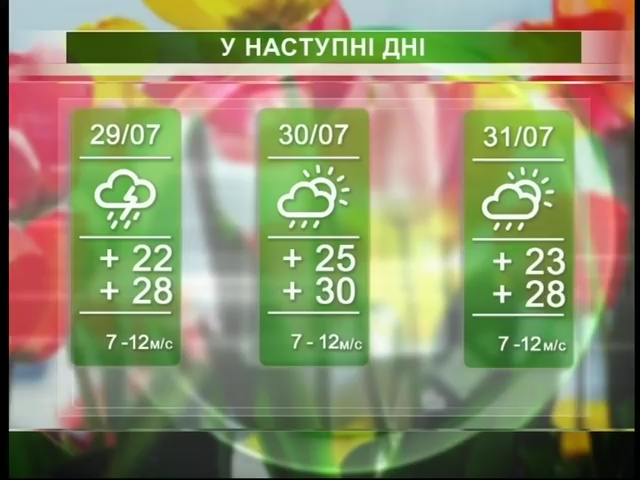 У НАСТУПНІ ДНІ
29/07
+ 22
+ 28
7 -12м/с
30/07
+ 25
+ 30
7 - 12м/с
31/07
+ 23
+ 28
7 -12м/с